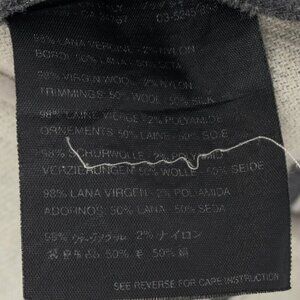 98% LANA VERGINE - 2% NYLON
BORDI 50% LANA - 50% SETA
98% VIRGIN WOOL - 2% NYLON
TRIMMINGS: 50% WOOL - 50% SILK
98% LAINE VIERGE - 2% POLYAMIDE
ORNEMENTS: 50% LAINE - 50% SOIE
98% SCHURWOLLE - 2% POLYAMID
VERZIERUNGEN 50% WOLLE - 50% SEIDE
98% LANA VIRGEN - 2% POLIAMIDA
ADORNOS: 50% LANA 50% SEDA
98% 2% ナイロン
50% 毛 50% 絹
SEE REVERSE FOR CARE INSTRUCTION